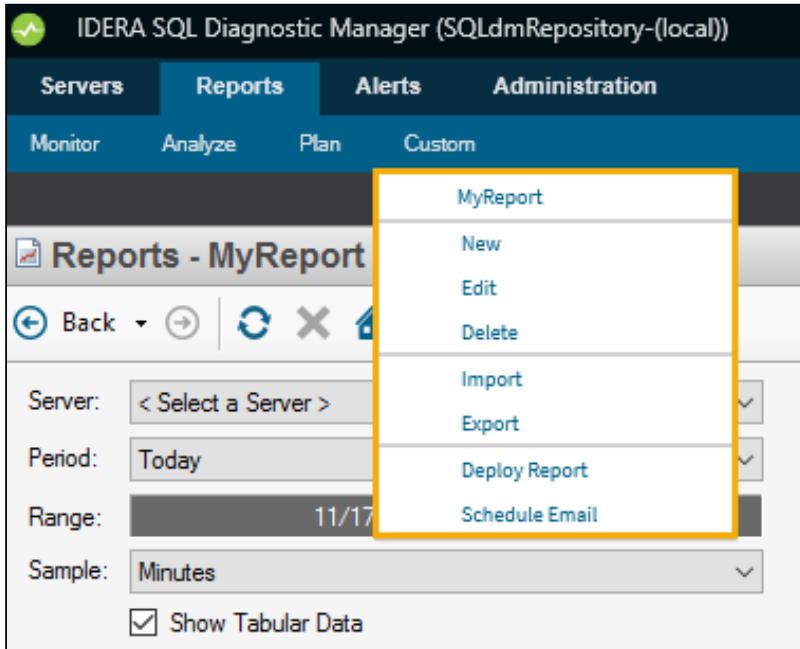 IDERA SQL Diagnostic Manager (SQLdmRepository-(local))
Servers Reports Alerts Administration
Monitor Analyze Plan Custom
MyReport
Reports - MyReport
New
Edit
Back
Delete
Import
Server: < Select a Server >
Export
Period: Today
Deploy Report
Range: 11/17
Schedule Email
Sample: Minutes
Show Tabular Data